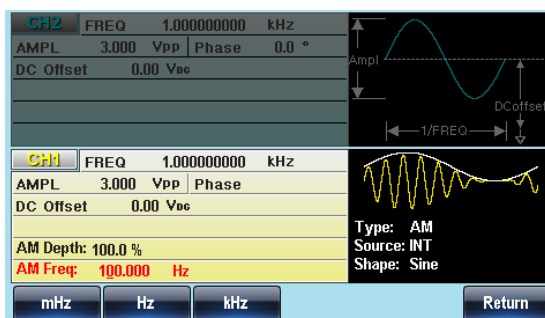 CH2 FREQ 1.000000000 kHz
AMPL 3.000 Vpp Phase 0.0 °
DC Offset 0.00 VDC
Ampl
DCoffset
1/FREQ
CH1 FREQ 1.000000000 kHz
AMPL 3.000 Vpp Phase
DC Offset 0.00 VDC
AM Depth: 100.0 %
AM Freq: 100.000 Hz
Type: AM
Source: INT
Shape: Sine
mHz Hz kHz Return